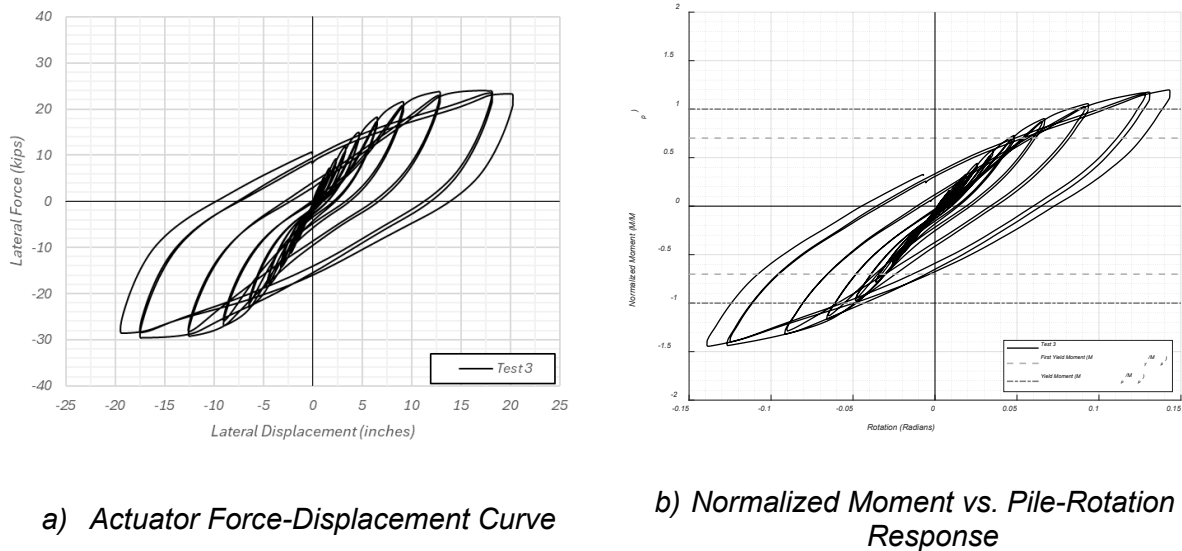 40
30
20
10
0
-10
-20
-30
-40
-25 -20 -15 -10 -5 0 5 10 15 20 25
Lateral Force (kips)
Lateral Displacement (inches)
Test 3
2
1.5
1
0.5
0
-0.5
-1
-1.5
-2
-0.15 -0.1 -0.05 0 0.05 0.1 0.15
Normalized Moment (M/M p )
Rotation (Radians)
Test 3
First Yield Moment (M /M p )
Yield Moment (M p /M p )
a) Actuator Force-Displacement Curve
b) Normalized Moment vs. Pile-Rotation
Response